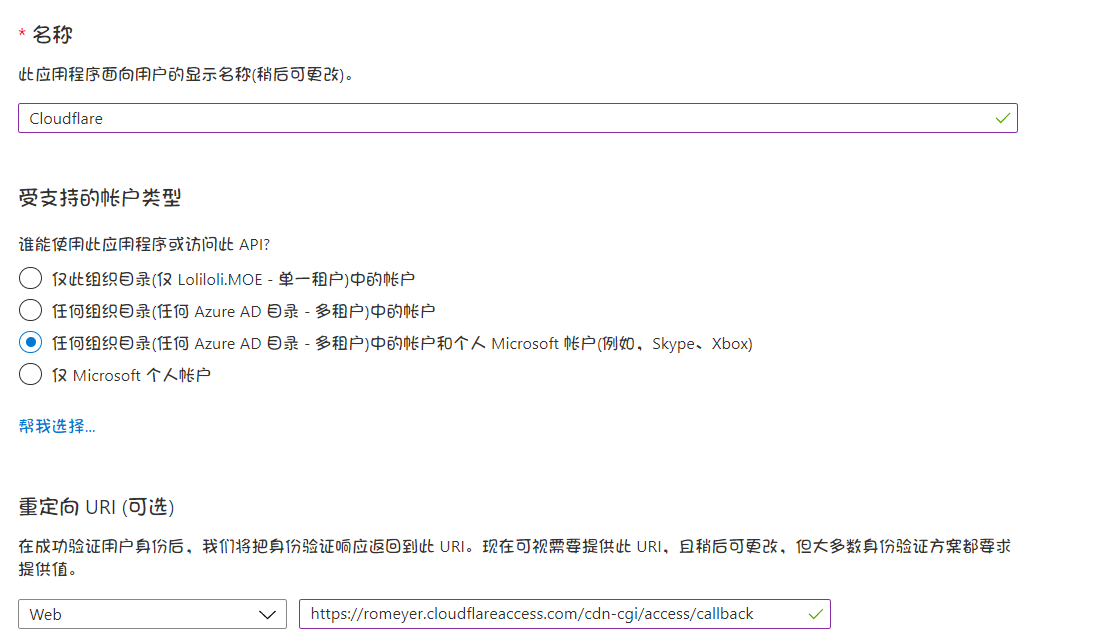 * 名称
此应用程序面向用户的显示名称(稍后可更改)。
Cloudflare
受支持的帐户类型
谁能使用此应用程序或访问此 API?
仅此组织目录(仅 Loliloli.MOE - 单一租户)中的帐户
任何组织目录(任何 Azure AD 目录 - 多租户)中的帐户
任何组织目录(任何 Azure AD 目录 - 多租户)中的帐户和个人 Microsoft 帐户(例如，Skype、Xbox)
仅 Microsoft 个人帐户
帮我选择...
重定向 URI (可选)
在成功验证用户身份后，我们将把身份验证响应返回到此 URI。现在可视需要提供此 URI，且稍后可更改，但大多数身份验证方案都要求
提供值。
Web
https://romeyer.cloudflareaccess.com/cdn-cgi/access/callback